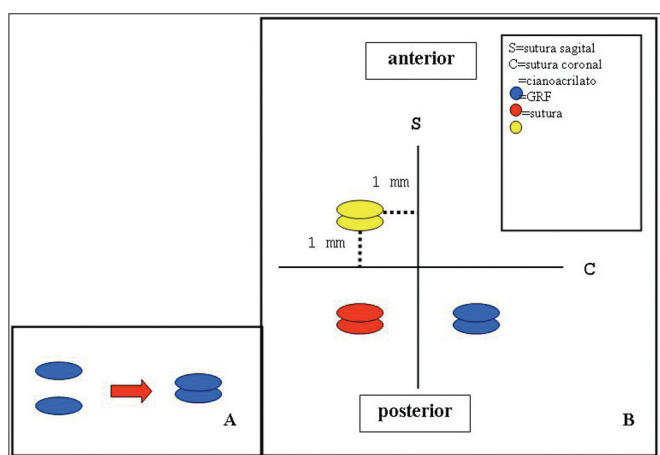 anterior
S=sutura sagital
C=sutura coronal
=cianoacrilato
=GRF
=sutura
S
1 mm
1 mm
C
A
posterior
B